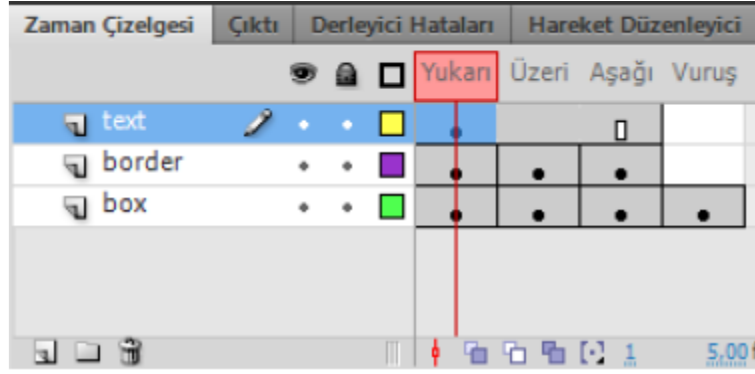 Zaman Çizelgesi Çıktı Derleyici Hataları Hareket Düzenleyici
Yukarı Üzeri Aşağı Vuruş
text
border
box
1 5,00